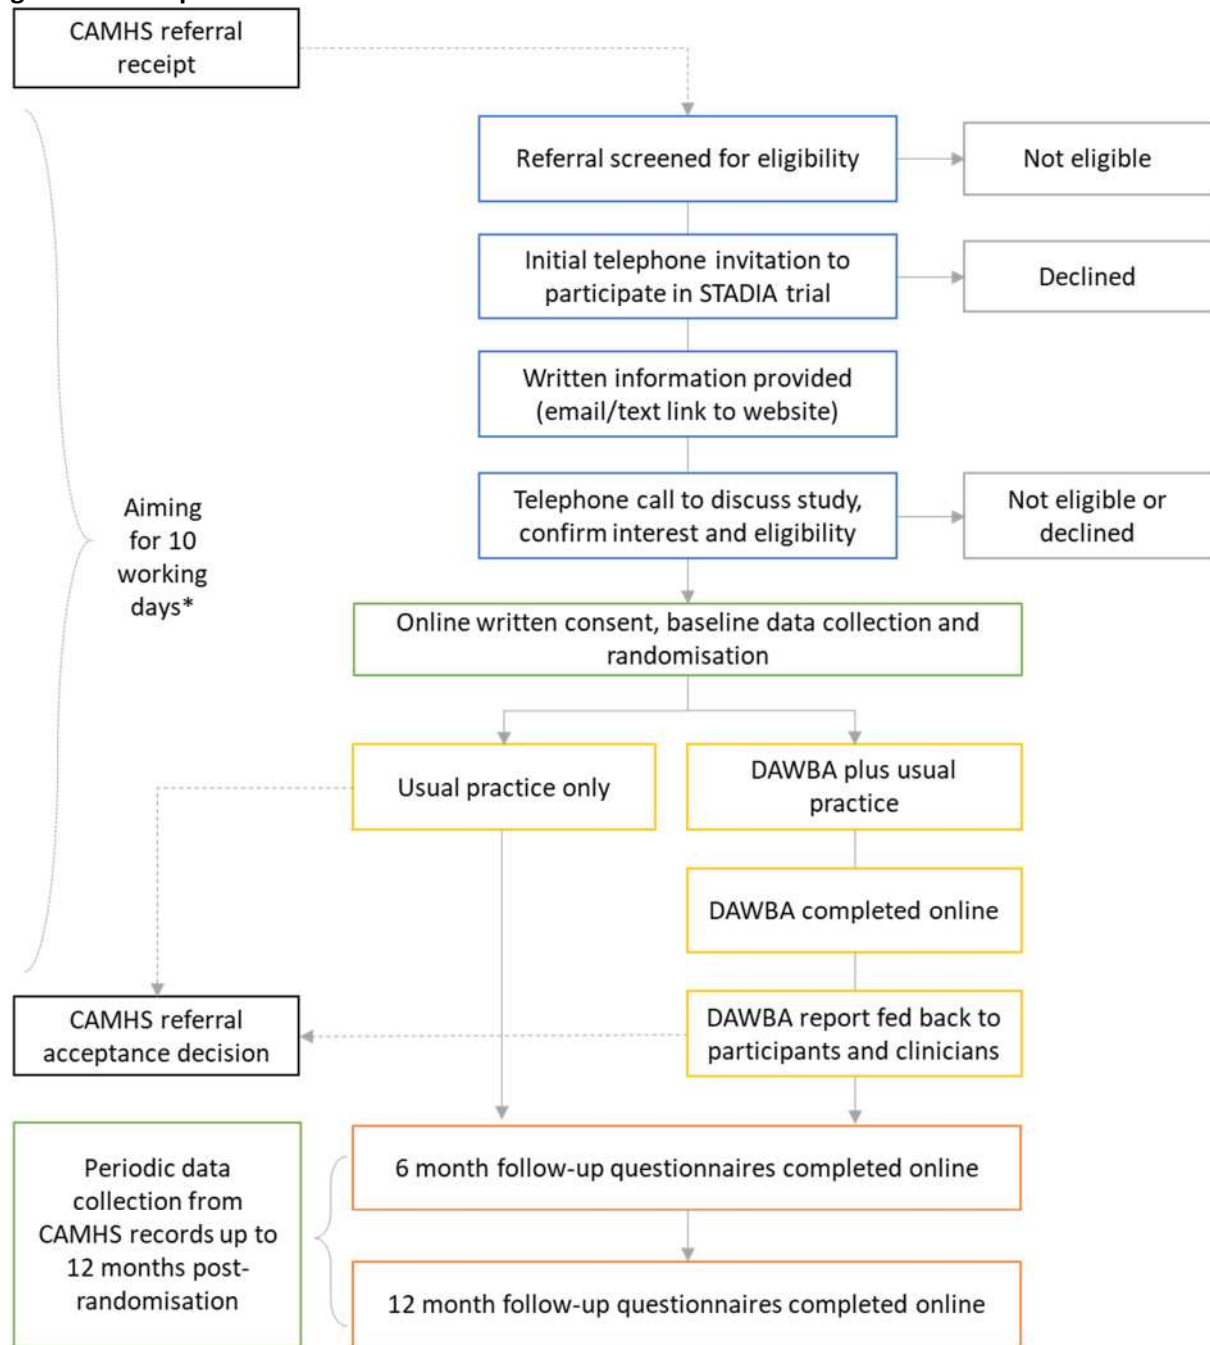 CAMHS referral
receipt
Referral screened for eligibility
Not eligible
Initial telephone invitation to
participate in STADIA trial
Declined
Written information provided
(email/text link to website)
Telephone call to discuss study,
confirm interest and eligibility
Not eligible or
declined
Aiming
for 10
working
days*
Online written consent, baseline data collection and
randomisation
Usual practice only
DAWBA plus usual
practice
DAWBA completed online
CAMHS referral
acceptance decision
DAWBA report fed back to
participants and clinicians
Periodic data
collection from
CAMHS records up to
12 months post-
randomisation
6 month follow-up questionnaires completed online
12 month follow-up questionnaires completed online